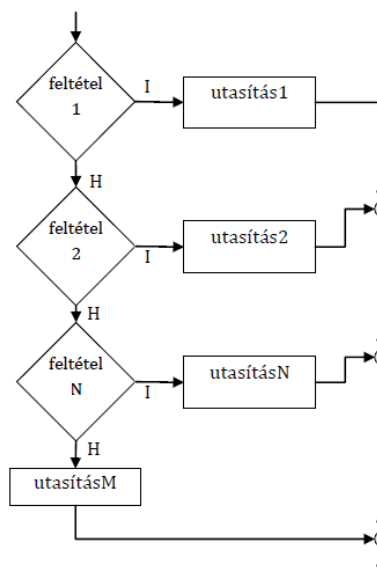 feltétel
1
I
utasítás1
H
feltétel
2
I
utasítás2
H
feltétel
N
I
utasításN
H
utasításM